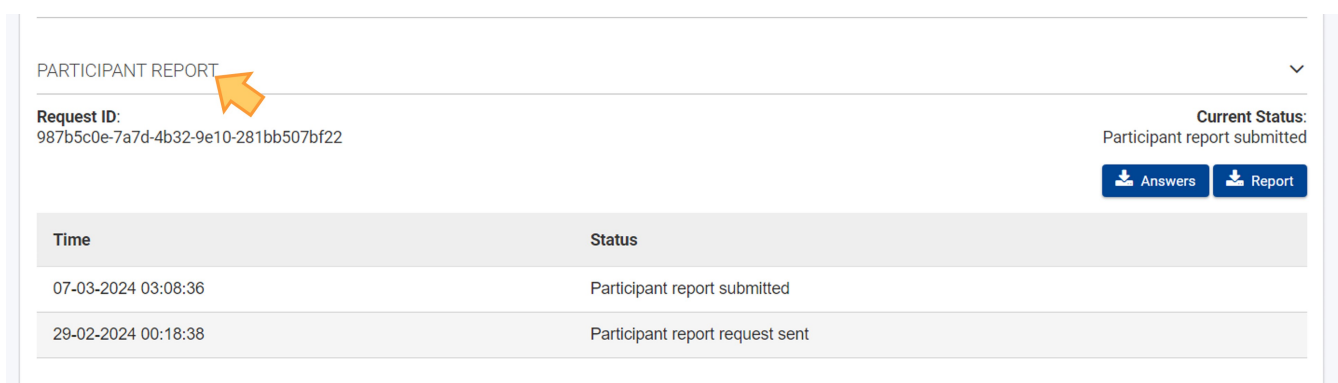 PARTICIPANT REPORT
Request ID:
987b5c0e-7a7d-4b32-9e10-281bb507bf22
Current Status:
Participant report submitted
Answers Report
Time Status
07-03-2024 03:08:36 Participant report submitted
29-02-2024 00:18:38 Participant report request sent